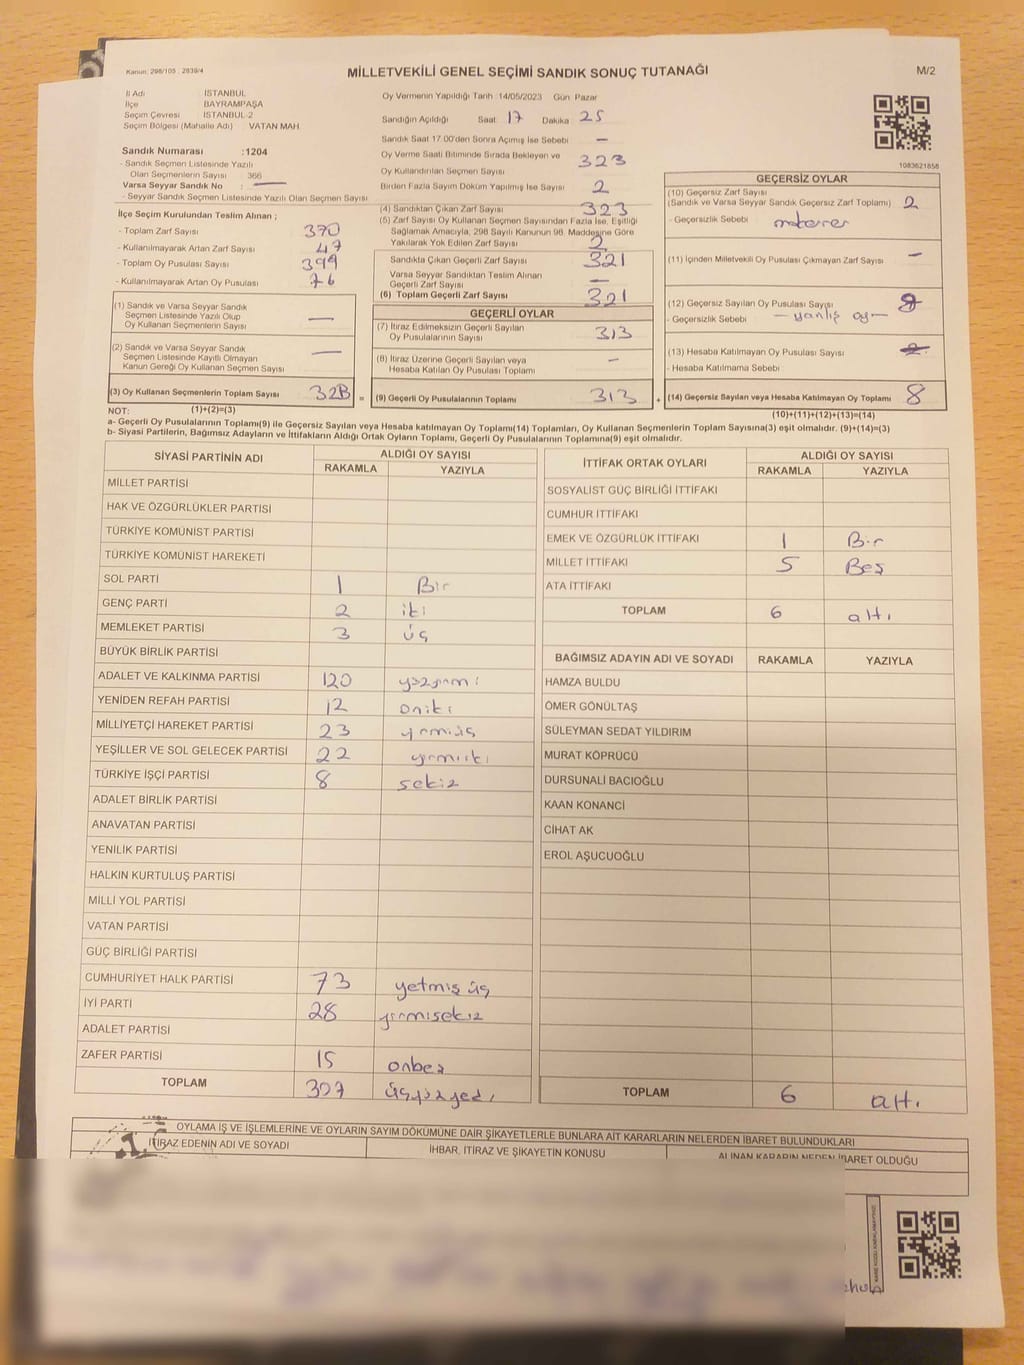 Kanun: 298/105 ; 2839/4
MİLLETVEKİLİ GENEL SEÇİMİ SANDIK SONUÇ TUTANAĞI
M/2
İl Adı : İSTANBUL
İlçe : BAYRAMPAŞA
Seçim Çevresi : İSTANBUL-2
Seçim Bölgesi (Mahalle Adı) : VATAN MAH.
Sandık Numarası :1204
- Sandık Seçmen Listesinde Yazılı
Olan Seçmenlerin Sayısı : 366
Varsa Seyyar Sandık No : —
- Seyyar Sandık Seçmen Listesinde Yazılı Olan Seçmen Sayısı
İlçe Seçim Kurulundan Teslim Alınan ;
- Toplam Zarf Sayısı 370
- Kullanılmayarak Artan Zarf Sayısı 47
- Toplam Oy Pusulası Sayısı 399
- Kullanılmayarak Artan Oy Pusulası 76
(1) Sandık ve Varsa Seyyar Sandık
Seçmen Listesinde Yazılı Olup
Oy Kullanan Seçmenlerin Sayısı —
(2) Sandık ve Varsa Seyyar Sandık
Seçmen Listesinde Kayıtlı Olmayan
Kanun Gereği Oy Kullanan Seçmen Sayısı —
(3) Oy Kullanan Seçmenlerin Toplam Sayısı 323 =
(1)+(2)=(3)
Oy Vermenin Yapıldığı Tarih 14/05/2023 Gün: Pazar
Sandığın Açıldığı Saat 17 Dakika 25
Sandık Saat 17.00'den Sonra Açılmış İse Sebebi —
Oy Verme Saati Bitiminde Sırada Bekleyen ve
Oy Kullandırılan Seçmen Sayısı 323
Birden Fazla Sayım Döküm Yapılmış İse Sayısı 2
(4) Sandıktan Çıkan Zarf Sayısı 323
(5) Zarf Sayısı Oy Kullanan Seçmen Sayısından Fazla İse, Eşitliği
Sağlamak Amacıyla, 298 Sayılı Kanunun 98. Maddesine Göre
Yakılarak Yok Edilen Zarf Sayısı 2
Sandıkta Çıkan Geçerli Zarf Sayısı 321
Varsa Seyyar Sandıktan Teslim Alınan
Geçerli Zarf Sayısı —
(6) Toplam Geçerli Zarf Sayısı 321
GEÇERLİ OYLAR
(7) İtiraz Edilmeksizin Geçerli Sayılan
Oy Pusulalarının Sayısı 313
(8) İtiraz Üzerine Geçerli Sayılan veya
Hesaba Katılan Oy Pusulası Toplamı —
(9) Geçerli Oy Pusulalarının Toplamı 313 +
1083621858
GEÇERSİZ OYLAR
(10) Geçersiz Zarf Sayısı
(Sandık ve Varsa Seyyar Sandık Geçersiz Zarf Toplamı) 2
- Geçersizlik Sebebi
(11) İçinden Milletvekili Oy Pusulası Çıkmayan Zarf Sayısı —
(12) Geçersiz Sayılan Oy Pusulası Sayısı
- Geçersizlik Sebebi — yanlış oy —
(13) Hesaba Katılmayan Oy Pusulası Sayısı
- Hesaba Katılmama Sebebi
(14) Geçersiz Sayılan veya Hesaba Katılmayan Oy Toplamı 8
(10)+(11)+(12)+(13)=(14)
NOT:
a- Geçerli Oy Pusulalarının Toplamı(9) ile Geçersiz Sayılan veya Hesaba katılmayan Oy Toplamı(14) Toplamları, Oy Kullanan Seçmenlerin Toplam Sayısına(3) eşit olmalıdır. (9)+(14)=(3)
b- Siyasi Partilerin, Bağımsız Adayların ve İttifakların Aldığı Ortak Oyların Toplamı, Geçerli Oy Pusulalarının Toplamına(9) eşit olmalıdır.
SİYASİ PARTİNİN ADI
ALDIĞI OY SAYISI
RAKAMLA YAZIYLA
MİLLET PARTİSİ
HAK VE ÖZGÜRLÜKLER PARTİSİ
TÜRKİYE KOMÜNİST PARTİSİ
TÜRKİYE KOMÜNİST HAREKETİ
SOL PARTİ 1 Bir
GENÇ PARTİ 2 iki
MEMLEKET PARTİSİ 3 üç
BÜYÜK BİRLİK PARTİSİ
ADALET VE KALKINMA PARTİSİ 120 yüzyirmi
YENİDEN REFAH PARTİSİ 12 oniki
MİLLİYETÇİ HAREKET PARTİSİ 23 yirmiüç
YEŞİLLER VE SOL GELECEK PARTİSİ 22 yirmiiki
TÜRKİYE İŞÇİ PARTİSİ 8 sekiz
ADALET BİRLİK PARTİSİ
ANAVATAN PARTİSİ
YENİLİK PARTİSİ
HALKIN KURTULUŞ PARTİSİ
MİLLİ YOL PARTİSİ
VATAN PARTİSİ
GÜÇ BİRLİĞİ PARTİSİ
CUMHURİYET HALK PARTİSİ 73 yetmiş üç
İYİ PARTİ 28 yirmisekiz
ADALET PARTİSİ
ZAFER PARTİSİ 15 onbeş
TOPLAM 307 üçyüzyedi
İTTİFAK ORTAK OYLARI
ALDIĞI OY SAYISI
RAKAMLA YAZIYLA
SOSYALİST GÜÇ BİRLİĞİ İTTİFAKI
CUMHUR İTTİFAKI
EMEK VE ÖZGÜRLÜK İTTİFAKI 1 Bir
MİLLET İTTİFAKI 5 Beş
ATA İTTİFAKI
TOPLAM 6 altı
BAĞIMSIZ ADAYIN ADI VE SOYADI RAKAMLA YAZIYLA
HAMZA BULDU
ÖMER GÖNÜLTAŞ
SÜLEYMAN SEDAT YILDIRIM
MURAT KÖPRÜCÜ
DURSUNALİ BACIOĞLU
KAAN KONANCİ
CİHAT AK
EROL AŞUCUOĞLU
TOPLAM 6 altı
OYLAMA İŞ VE İŞLEMLERİNE VE OYLARIN SAYIM DÖKÜMÜNE DAİR ŞİKAYETLERLE BUNLARA AİT KARARLARIN NELERDEN İBARET BULUNDUKLARI
İTİRAZ EDENİN ADI VE SOYADI
İHBAR, İTİRAZ VE ŞİKAYETİN KONUSU
ALINAN KARARIN NEDEN İBARET OLDUĞU